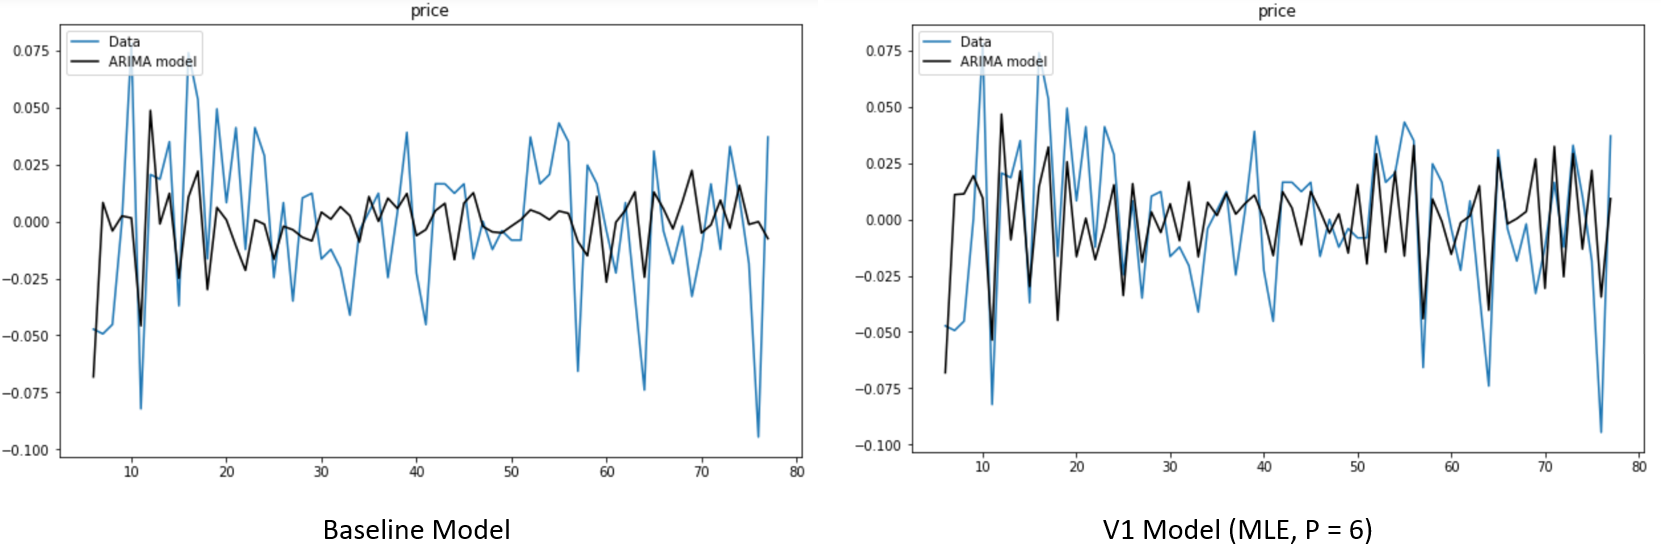 price
Data
ARIMA model
0.075
0.050
0.025
0.000
−0.025
−0.050
−0.075
−0.100
10 20 30 40 50 60 70 80
Baseline Model
price
Data
ARIMA model
0.075
0.050
0.025
0.000
−0.025
−0.050
−0.075
−0.100
10 20 30 40 50 60 70 80
V1 Model (MLE, P = 6)